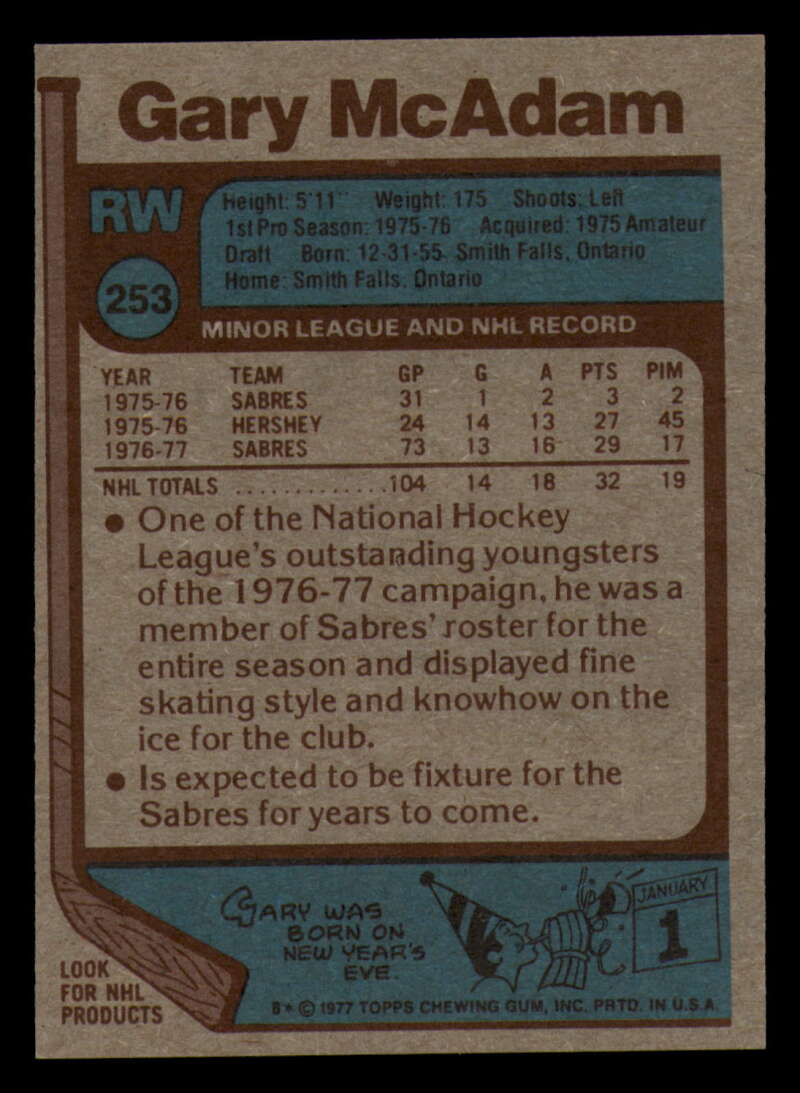 Gary McAdam
RW
Height: 5'11" Weight: 175 Shoots: Left
1st Pro Season: 1975-76 Acquired: 1975 Amateur
Draft Born: 12-31-55 Smith Falls, Ontario
Home: Smith Falls, Ontario
253
MINOR LEAGUE AND NHL RECORD
YEAR TEAM GP G A PTS PIM
1975-76 SABRES 31 1 2 3 2
1975-76 HERSHEY 24 14 13 27 45
1976-77 SABRES 73 13 16 29 17
NHL TOTALS .............104 14 18 32 19
● One of the National Hockey
League's outstanding youngsters
of the 1976-77 campaign, he was a
member of Sabres' roster for the
entire season and displayed fine
skating style and knowhow on the
ice for the club.
● Is expected to be fixture for the
Sabres for years to come.
GARY WAS
BORN ON
NEW YEAR'S
EVE.
JANUARY
1
LOOK
FOR NHL
PRODUCTS
B* © 1977 TOPPS CHEWING GUM, INC. PRTD. IN U.S.A.